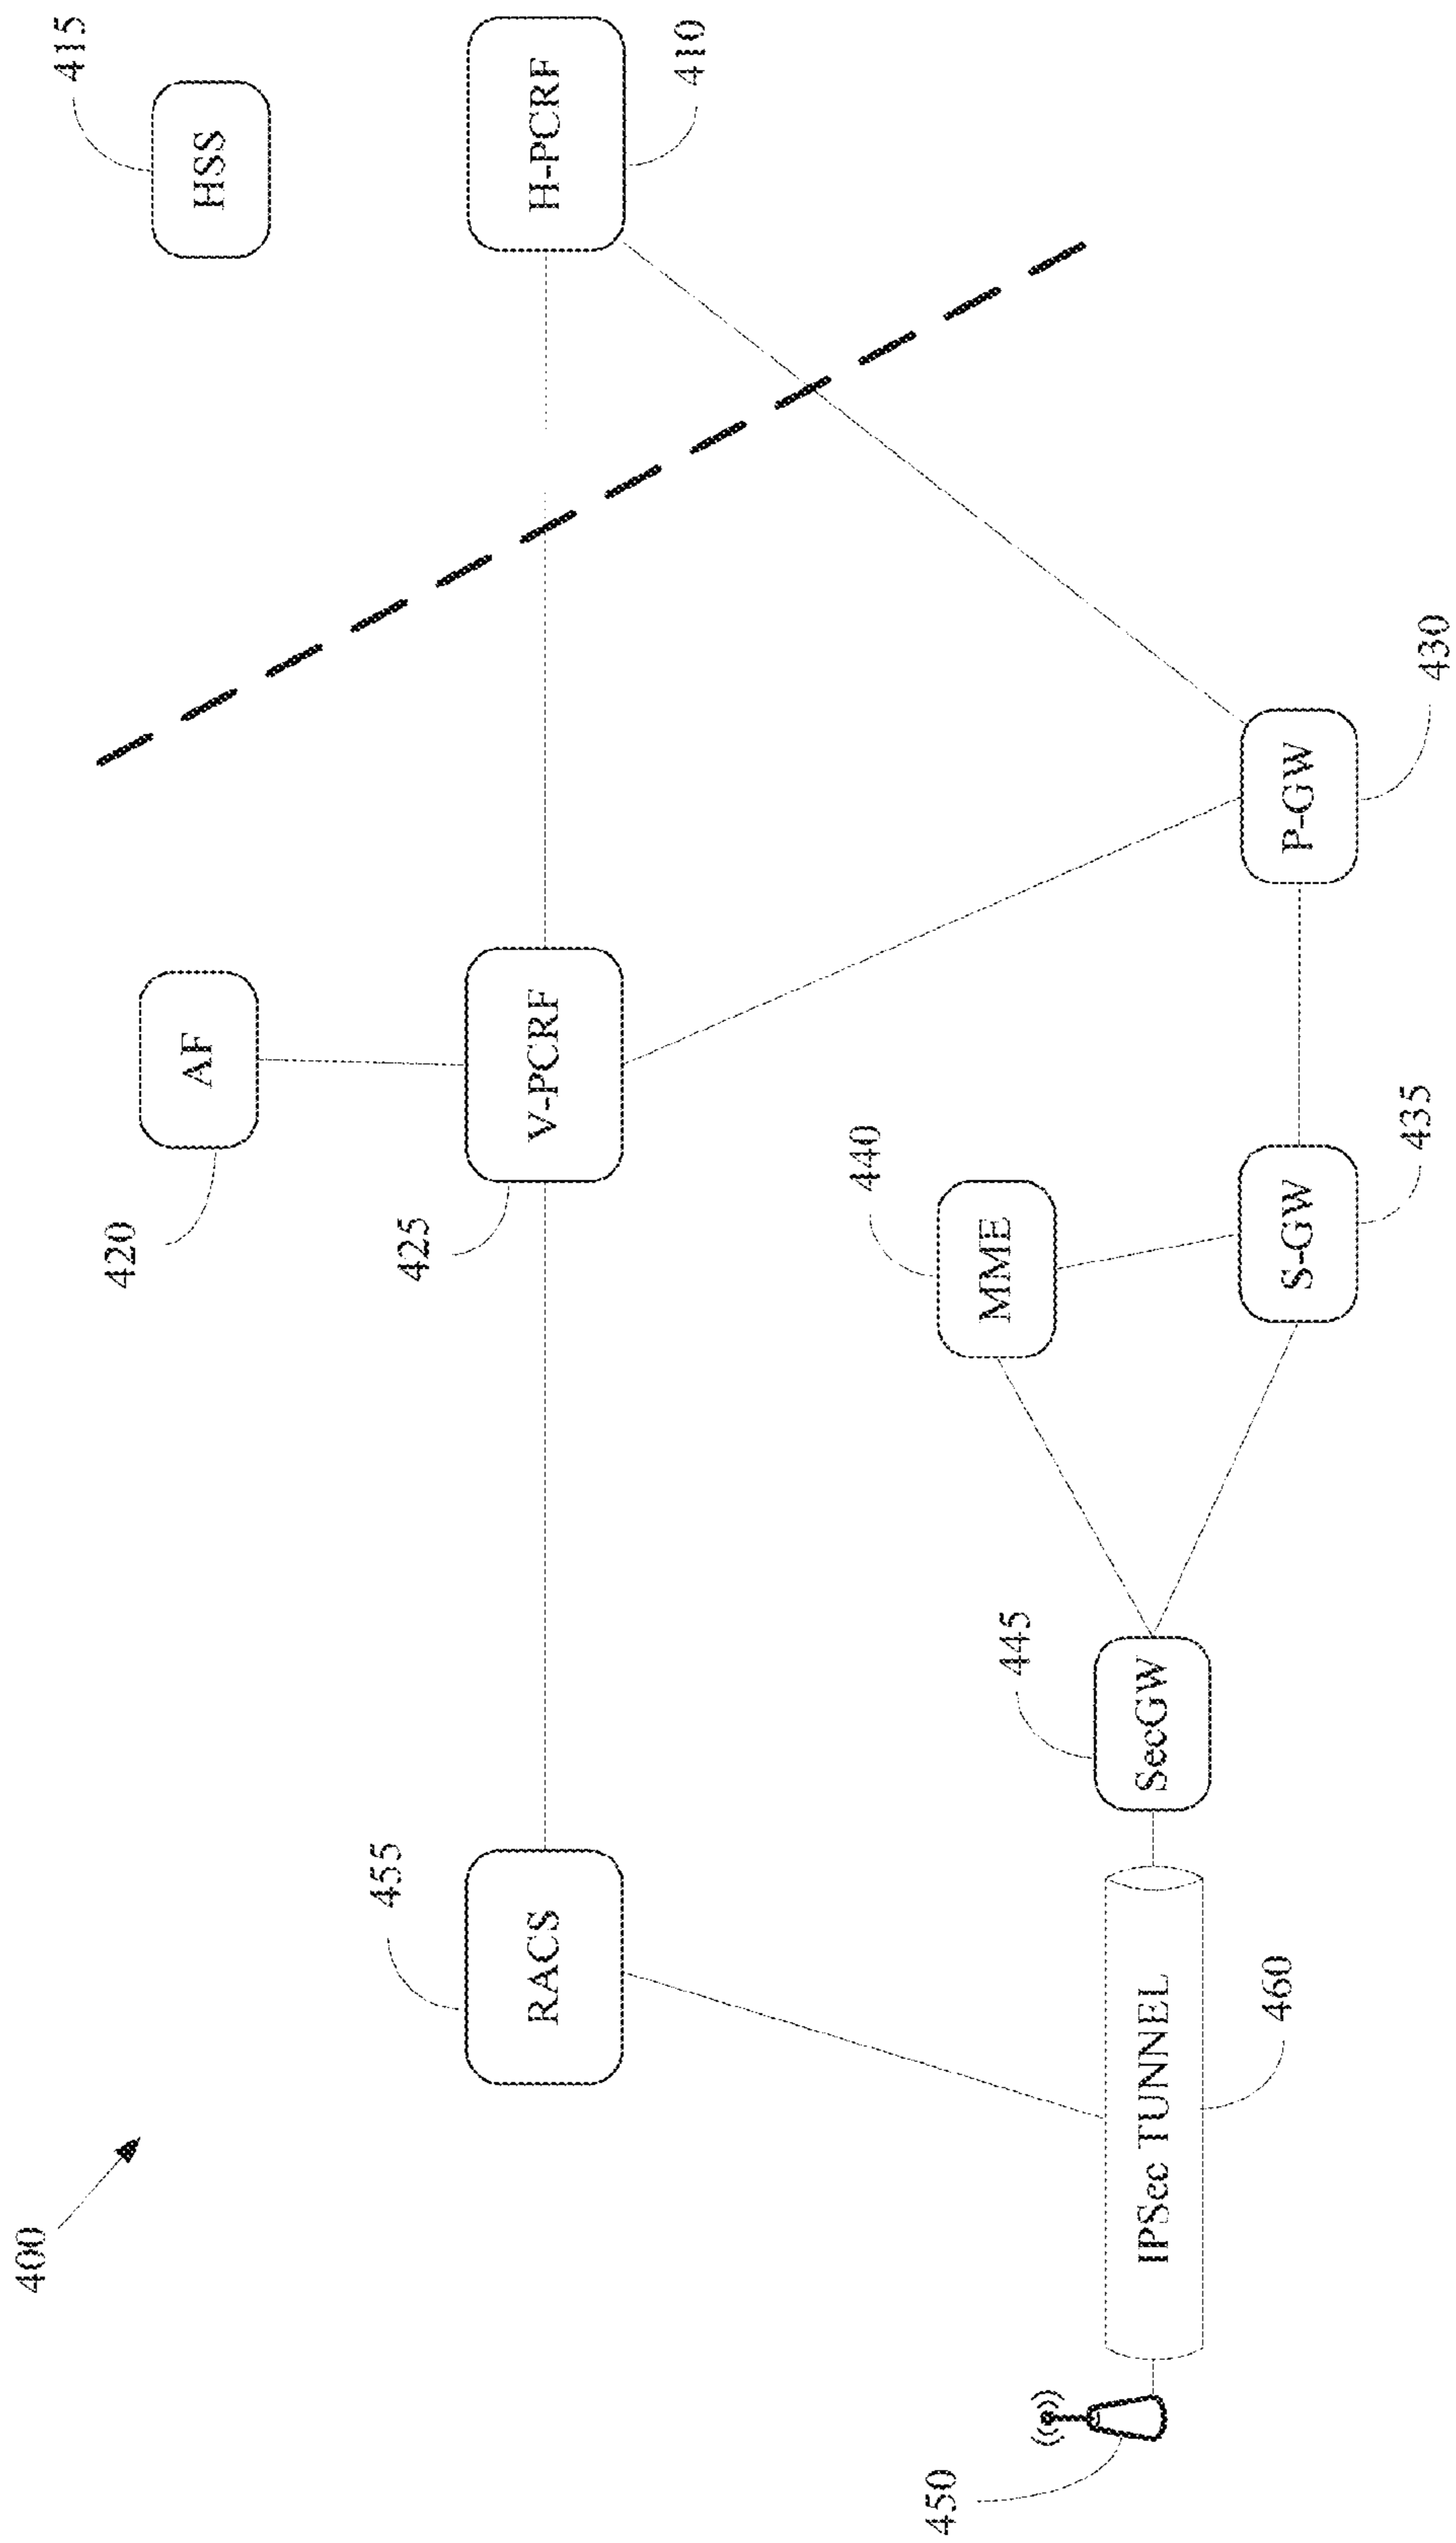 400
415
HSS
420
AF
455
RACS
425
V-PCRF
H-PCRF
410
440
MME
450
IPSec TUNNEL
460
445
SecGW
S-GW
435
P-GW
430